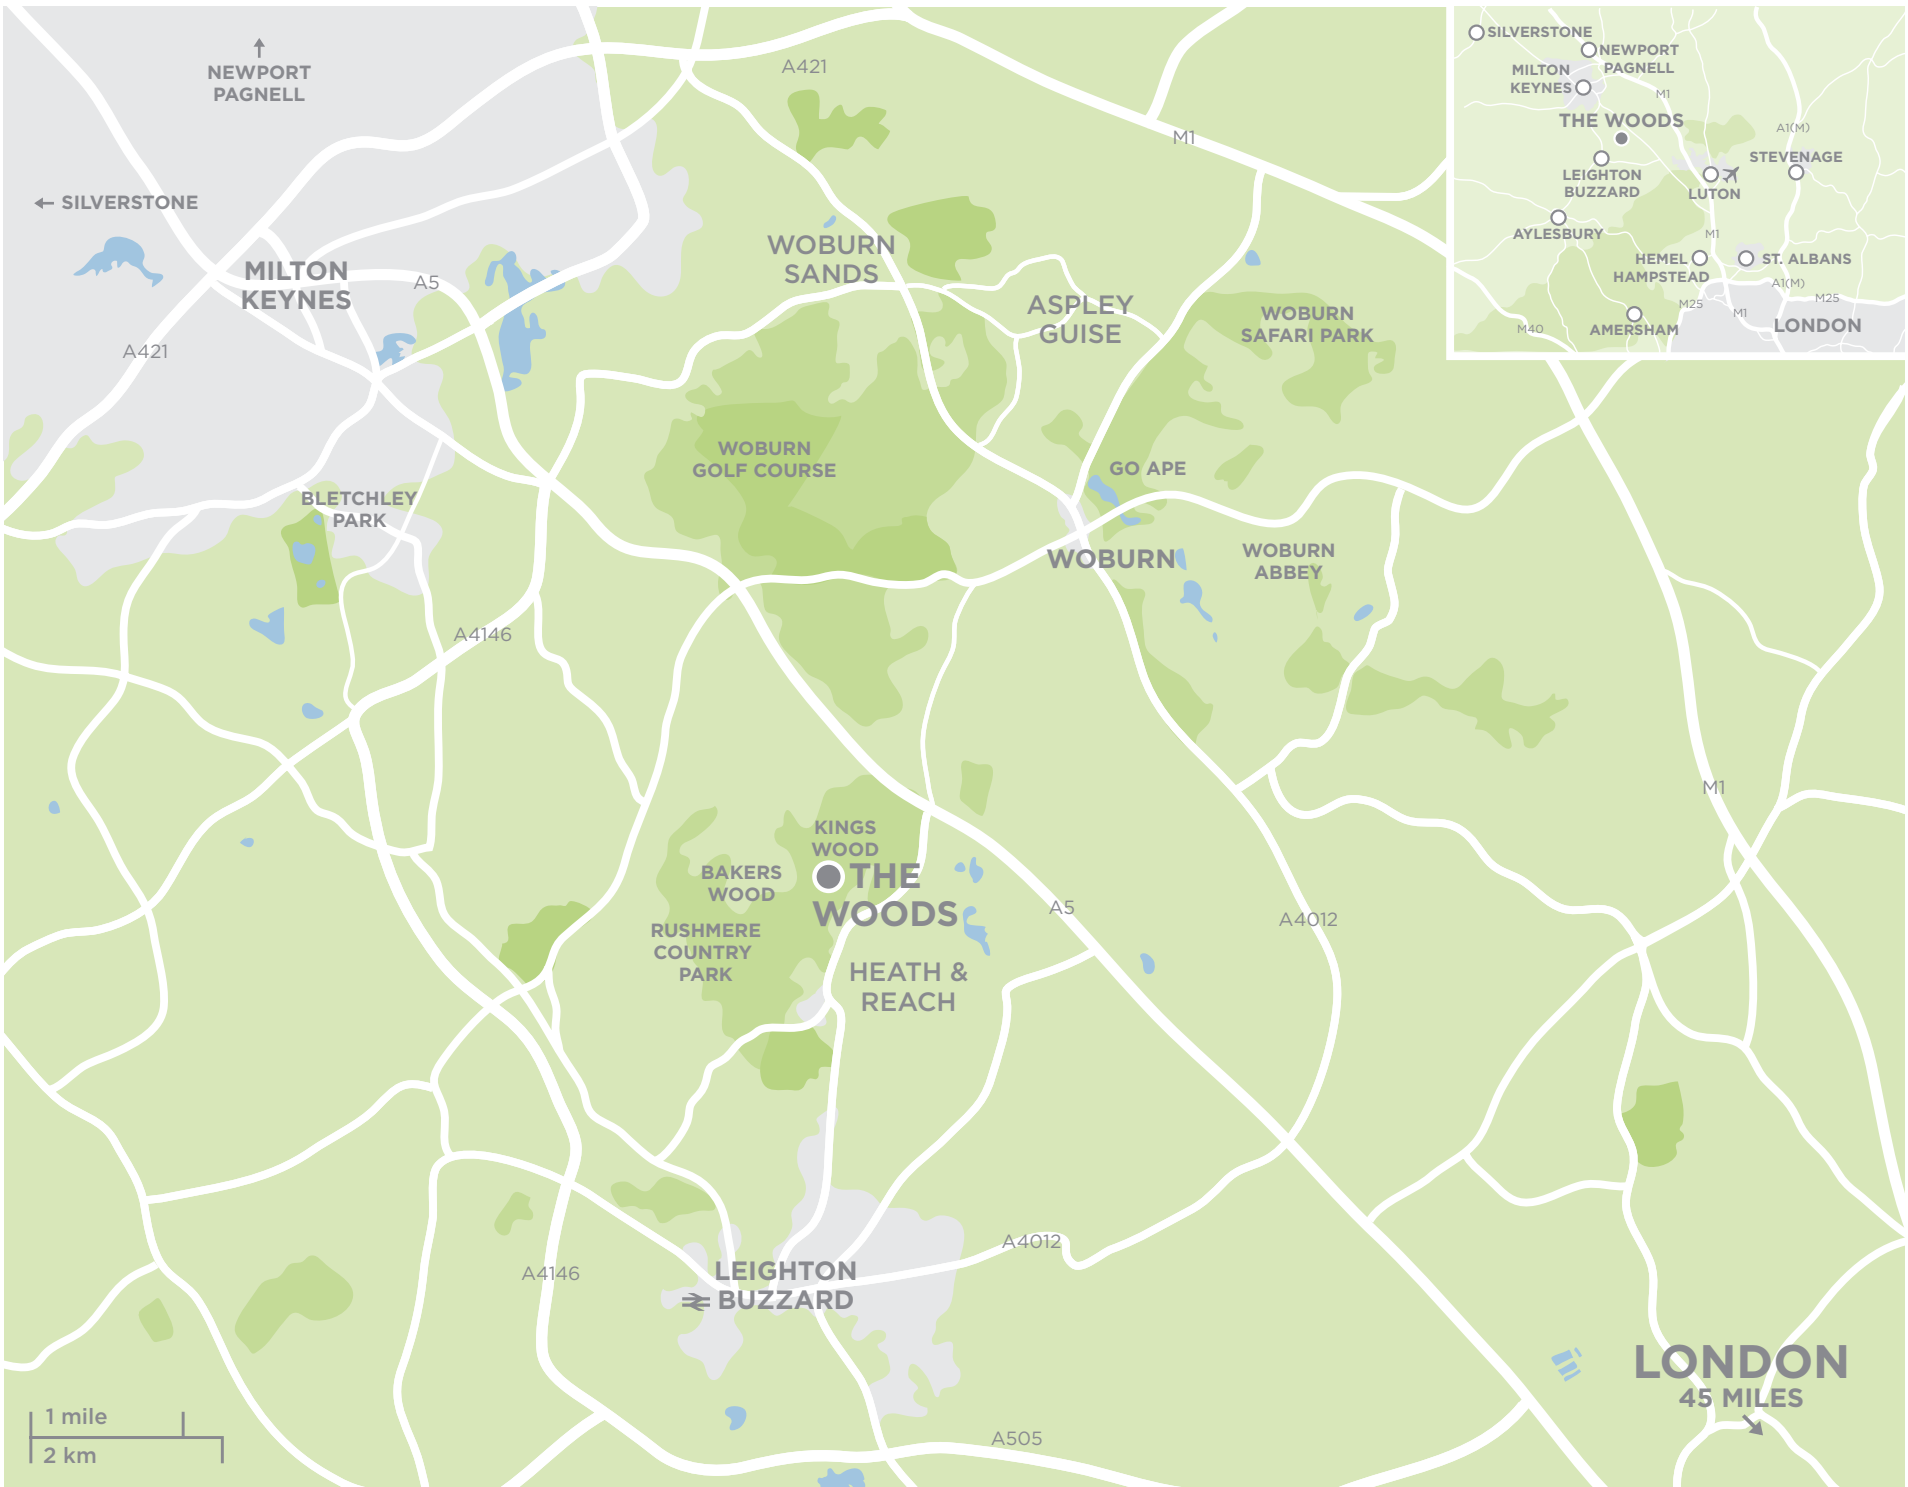 NEWPORT
PAGNELL
SILVERSTONE
A421
M1
MILTON
KEYNES
A5
A421
WOBURN
SANDS
ASPLEY
GUISE
WOBURN
SAFARI PARK
WOBURN
GOLF COURSE
GO APE
BLETCHLEY
PARK
WOBURN
WOBURN
ABBEY
A4146
M1
KINGS
WOOD
BAKERS
WOOD
THE
WOODS
RUSHMERE
COUNTRY
PARK
A5
A4012
HEATH &
REACH
A4012
LEIGHTON
BUZZARD
A4146
LONDON
45 MILES
A505
1 mile
2 km
SILVERSTONE
NEWPORT
PAGNELL
MILTON
KEYNES
M1
THE WOODS
A1(M)
STEVENAGE
LEIGHTON
BUZZARD
LUTON
AYLESBURY
M1
HEMEL
HAMPSTEAD
ST. ALBANS
A1(M)
M25
M25
M1
M40
AMERSHAM
LONDON